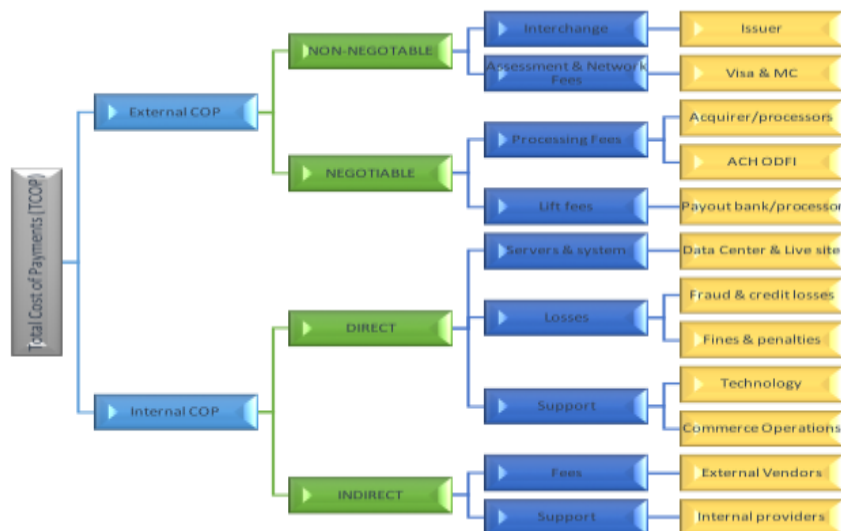 Total Cost of Payments (TCOP)
External COP
NON-NEGOTABLE
Interchange
Issuer
Assessment & Network
Fees
Visa & MC
NEGOTIABLE
Processing Fees
Acquirer/processors
ACH ODFI
Lift fees
Payout bank/processor
Internal COP
DIRECT
Servers & system
Data Center & Live site
Losses
Fraud & credit losses
Fines & penalties
Support
Technology
Commerce Operations
INDIRECT
Fees
External Vendors
Support
Internal providers